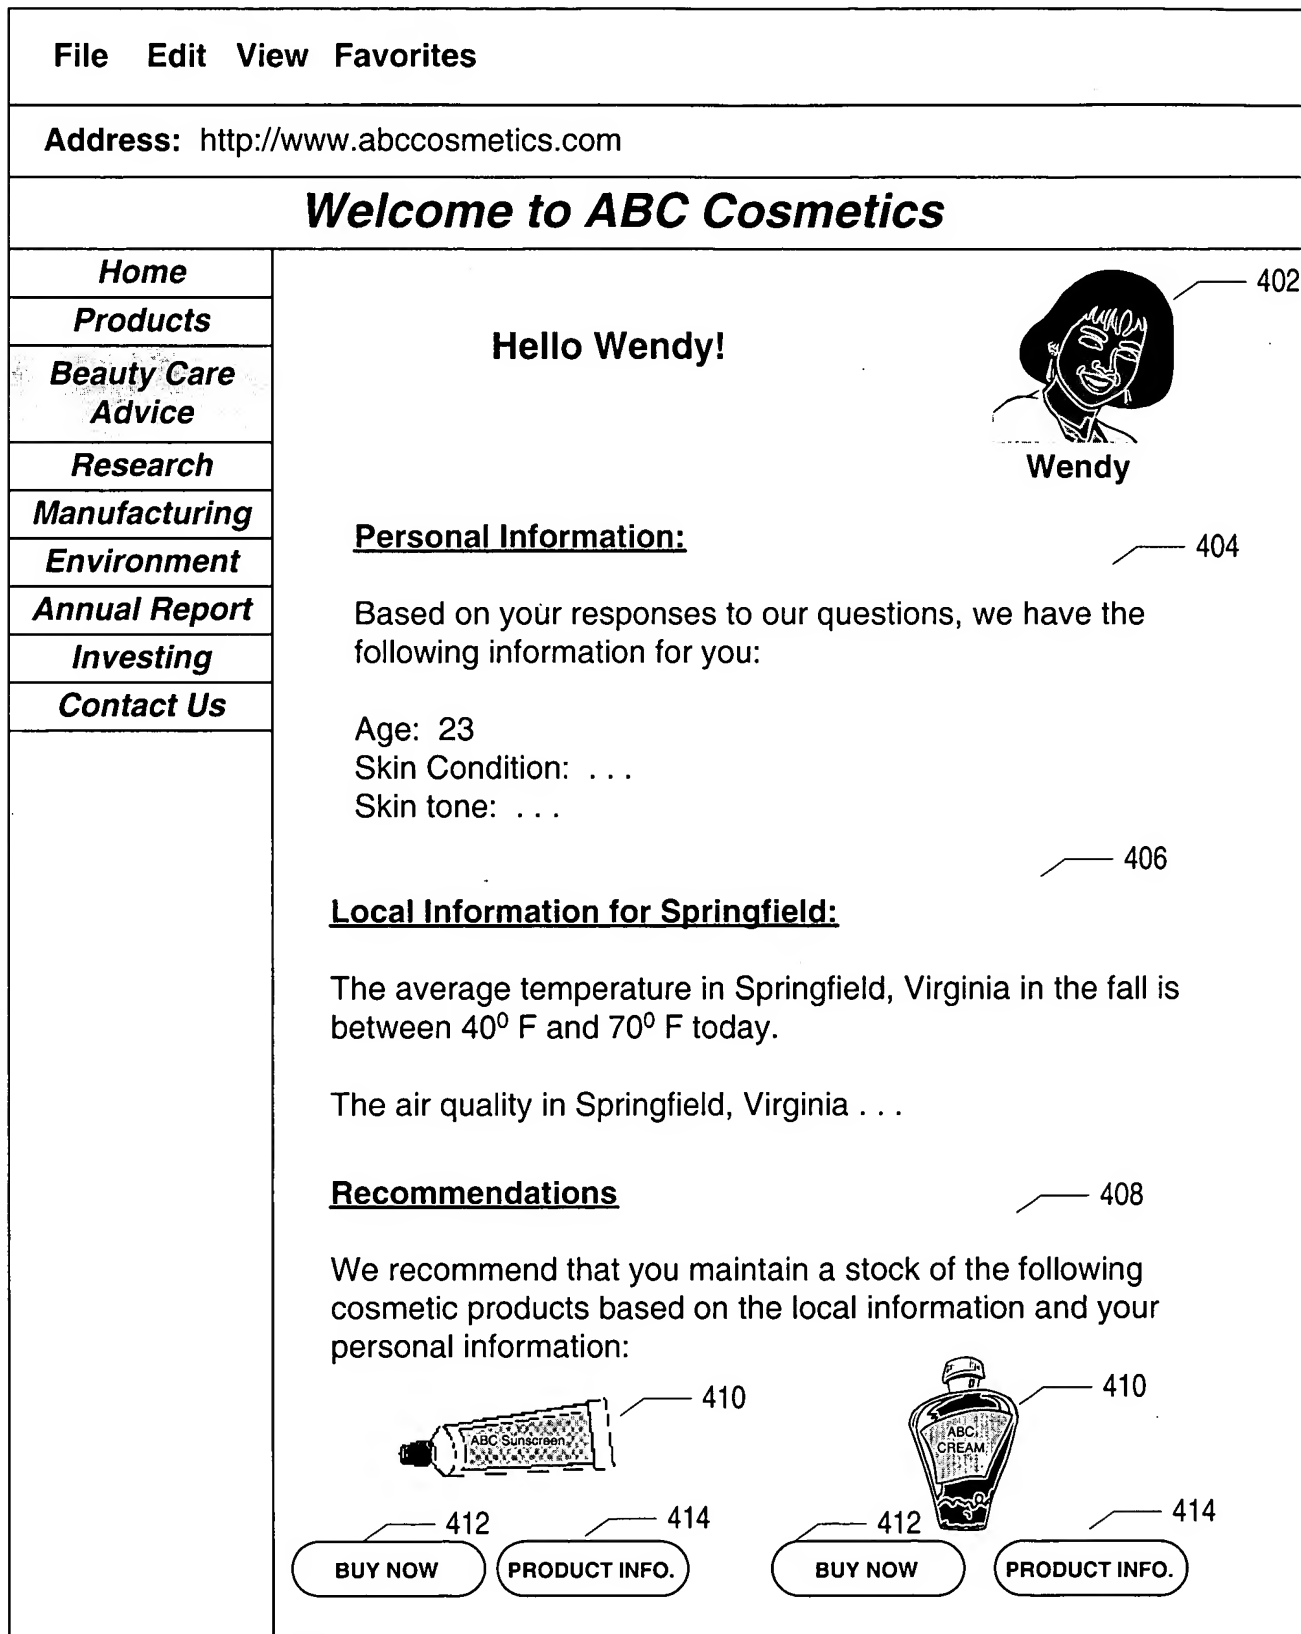 File Edit View Favorites
Address: http://www.abccosmetics.com
Welcome to ABC Cosmetics
Home
Products
Beauty Care
Advice
Research
Manufacturing
Environment
Annual Report
Investing
Contact Us
402
Hello Wendy!
Wendy
Personal Information:
404
Based on your responses to our questions, we have the
following information for you:
Age: 23
Skin Condition: . . .
Skin tone: . . .
406
Local Information for Springfield:
The average temperature in Springfield, Virginia in the fall is
between 40⁰ F and 70⁰ F today.
The air quality in Springfield, Virginia . . .
Recommendations
408
We recommend that you maintain a stock of the following
cosmetic products based on the local information and your
personal information:
410
ABC Sunscreen
410
ABC
CREAM
412
414
412
414
BUY NOW
PRODUCT INFO.
BUY NOW
PRODUCT INFO.